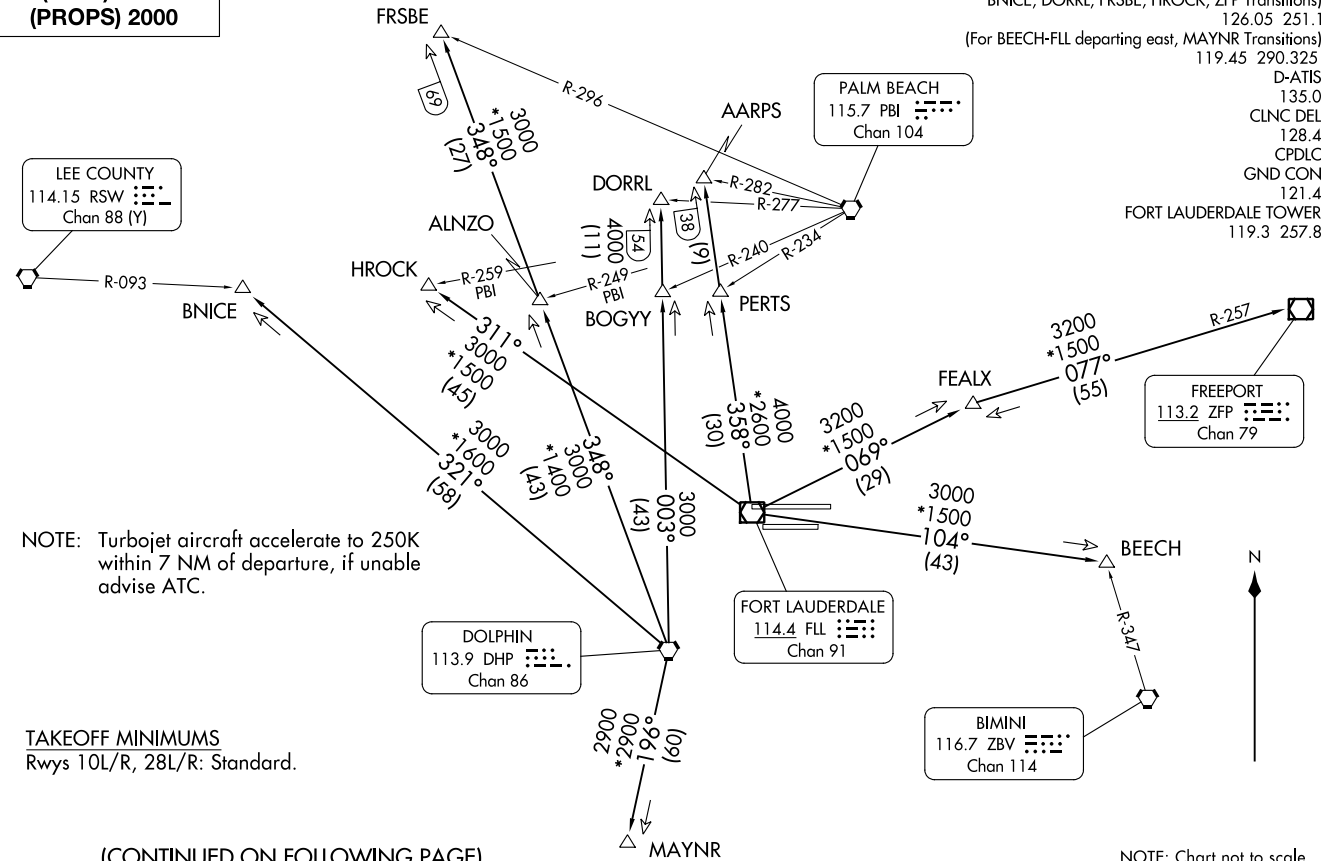 (PROPS) 2000
BNICE, DORRL, FRSBE, HROCK, ZFP Transitions)
126.05 251.1
(For BEECH-FLL departing east, MAYNR Transitions)
119.45 290.325
D-ATIS
135.0
CLNC DEL
128.4
CPDLC
GND CON
121.4
FORT LAUDERDALE TOWER
119.3 257.8
FRSBE
69
3000
*1500
348°
(27)
R-296
PALM BEACH
115.7 PBI
Chan 104
AARPS
DORRL
R-282
R-277
38
(9)
54
4000
(11)
R-240
R-234
LEE COUNTY
114.15 RSW
Chan 88 (Y)
R-093
BNICE
ALNZO
HROCK
R-259
PBI
R-249
PBI
BOGYY
PERTS
311°
3000
*1500
(45)
3000
*1600
321°
(58)
348°
3000
*1400
(43)
3000
003°
(43)
4000
*2600
358°
(30)
3200
*1500
069°
(29)
FEALX
3200
*1500
077°
(55)
R-257
FREEPORT
113.2 ZFP
Chan 79
3000
*1500
104°
(43)
BEECH
R-347
NOTE: Turbojet aircraft accelerate to 250K
within 7 NM of departure, if unable
advise ATC.
FORT LAUDERDALE
114.4 FLL
Chan 91
DOLPHIN
113.9 DHP
Chan 86
BIMINI
116.7 ZBV
Chan 114
N
2900
*2900
196°
(60)
MAYNR
TAKEOFF MINIMUMS
Rwys 10L/R, 28L/R: Standard.
(CONTINUED ON FOLLOWING PAGE)
NOTE: Chart not to scale